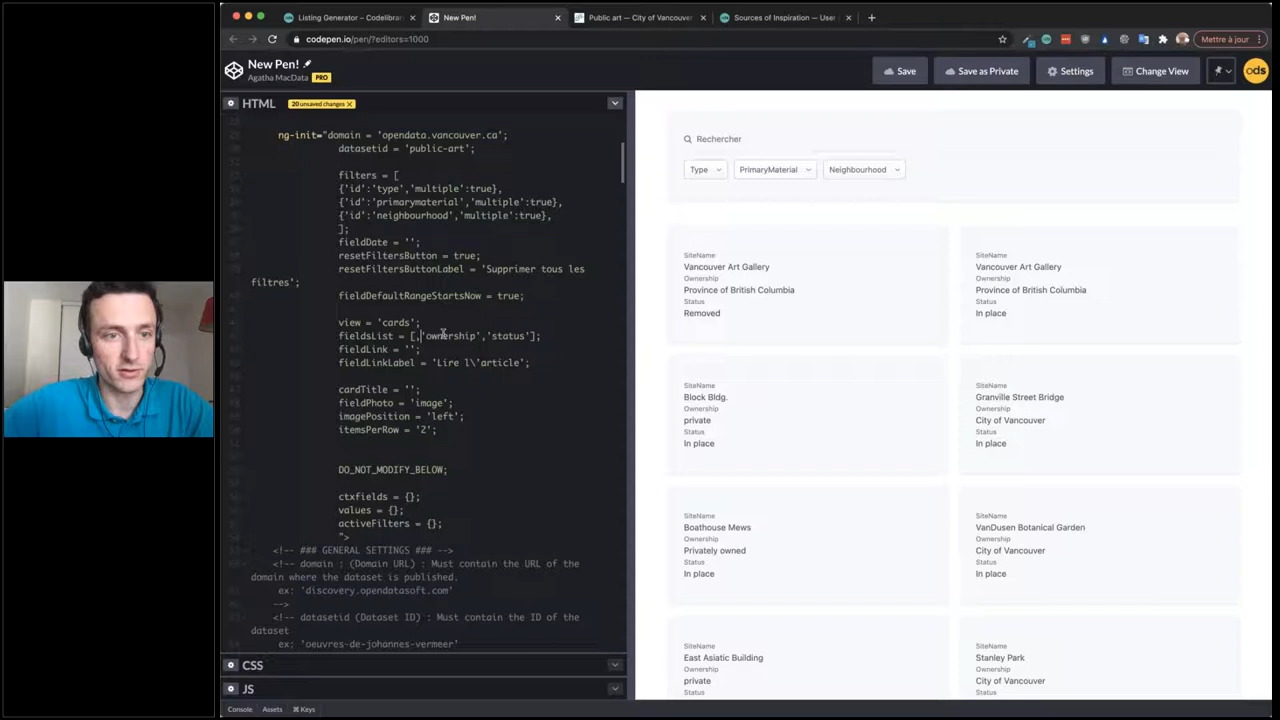 Listing Generator – Codelibrar
New Pen!
Public art — City of Vancouver
Sources of Inspiration — User
codepen.io/pen/?editors=1000
Mettre à jour
New Pen!
Agatha MacData
PRO
Save
Save as Private
Settings
Change View
ods
HTML
20 unsaved changes X
ng-init="domain = 'opendata.vancouver.ca';
datasetid = 'public-art';
filters = [
{'id':'type','multiple':true},
{'id':'primarymaterial','multiple':true},
{'id':'neighbourhood','multiple':true},
];
fieldDate = '';
resetFiltersButton = true;
resetFiltersButtonLabel = 'Supprimer tous les
filtres';
fieldDefaultRangeStartsNow = true;
view = 'cards';
fieldsList = [,'ownership','status'];
fieldLink = '';
fieldLinkLabel = 'Lire l\'article';
cardTitle = '';
fieldPhoto = 'image';
imagePosition = 'left';
itemsPerRow = '2';
DO_NOT_MODIFY_BELOW;
ctxfields = {};
values = {};
activeFilters = {};
">
<!-- ### GENERAL SETTINGS ### -->
<!-- domain : (Domain URL) : Must contain the URL of the
domain where the dataset is published.
ex: 'discovery.opendatasoft.com'
-->
<!-- datasetid (Dataset ID) : Must contain the ID of the
dataset
ex: 'oeuvres-de-johannes-vermeer'
CSS
JS
Console Assets ⌘ Keys
Rechercher
Type PrimaryMaterial Neighbourhood
SiteName
Vancouver Art Gallery
Ownership
Province of British Columbia
Status
Removed
SiteName
Vancouver Art Gallery
Ownership
Province of British Columbia
Status
In place
SiteName
Block Bldg.
Ownership
private
Status
In place
SiteName
Granville Street Bridge
Ownership
City of Vancouver
Status
In place
SiteName
Boathouse Mews
Ownership
Privately owned
Status
In place
SiteName
VanDusen Botanical Garden
Ownership
City of Vancouver
Status
In place
SiteName
East Asiatic Building
Ownership
private
Status
SiteName
Stanley Park
Ownership
City of Vancouver
Status